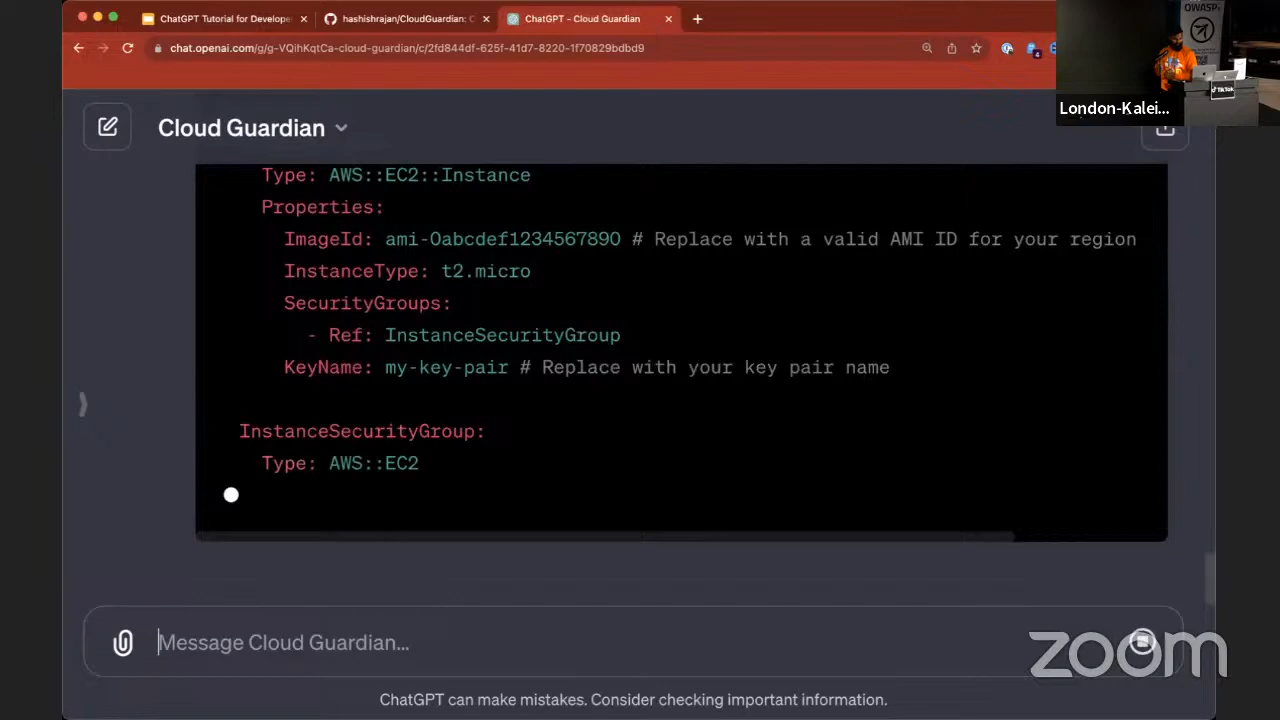 ChatGPT Tutorial for Develope
hashishrajan/CloudGuardian: C
ChatGPT - Cloud Guardian
chat.openai.com/g/g-VQihKqtCa-cloud-guardian/c/2fd844df-625f-41d7-8220-1f70829bdbd9
OWASP
TikTok
London-Kalei...
Cloud Guardian
Type: AWS::EC2::Instance
Properties:
ImageId: ami-0abcdef1234567890 # Replace with a valid AMI ID for your region
InstanceType: t2.micro
SecurityGroups:
- Ref: InstanceSecurityGroup
KeyName: my-key-pair # Replace with your key pair name
InstanceSecurityGroup:
Type: AWS::EC2
Message Cloud Guardian...
zoom
ChatGPT can make mistakes. Consider checking important information.